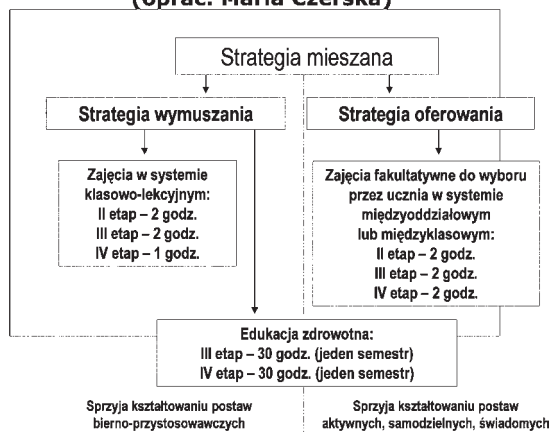 (oprac. Maria Czerska)
Strategia mieszana
Strategia wymuszania
Strategia oferowania
Zajęcia w systemie
klasowo-lekcyjnym:
II etap – 2 godz.
III etap – 2 godz.
IV etap – 1 godz.
Zajęcia fakultatywne do wyboru
przez ucznia w systemie
międzyoddziałowym
lub międzyklasowym:
II etap – 2 godz.
III etap – 2 godz.
IV etap – 2 godz.
Edukacja zdrowotna:
III etap – 30 godz. (jeden semestr)
IV etap – 30 godz. (jeden semestr)
Sprzyja kształtowaniu postaw
bierno-przystosowawczych
Sprzyja kształtowaniu postaw
aktywnych, samodzielnych, świadomych